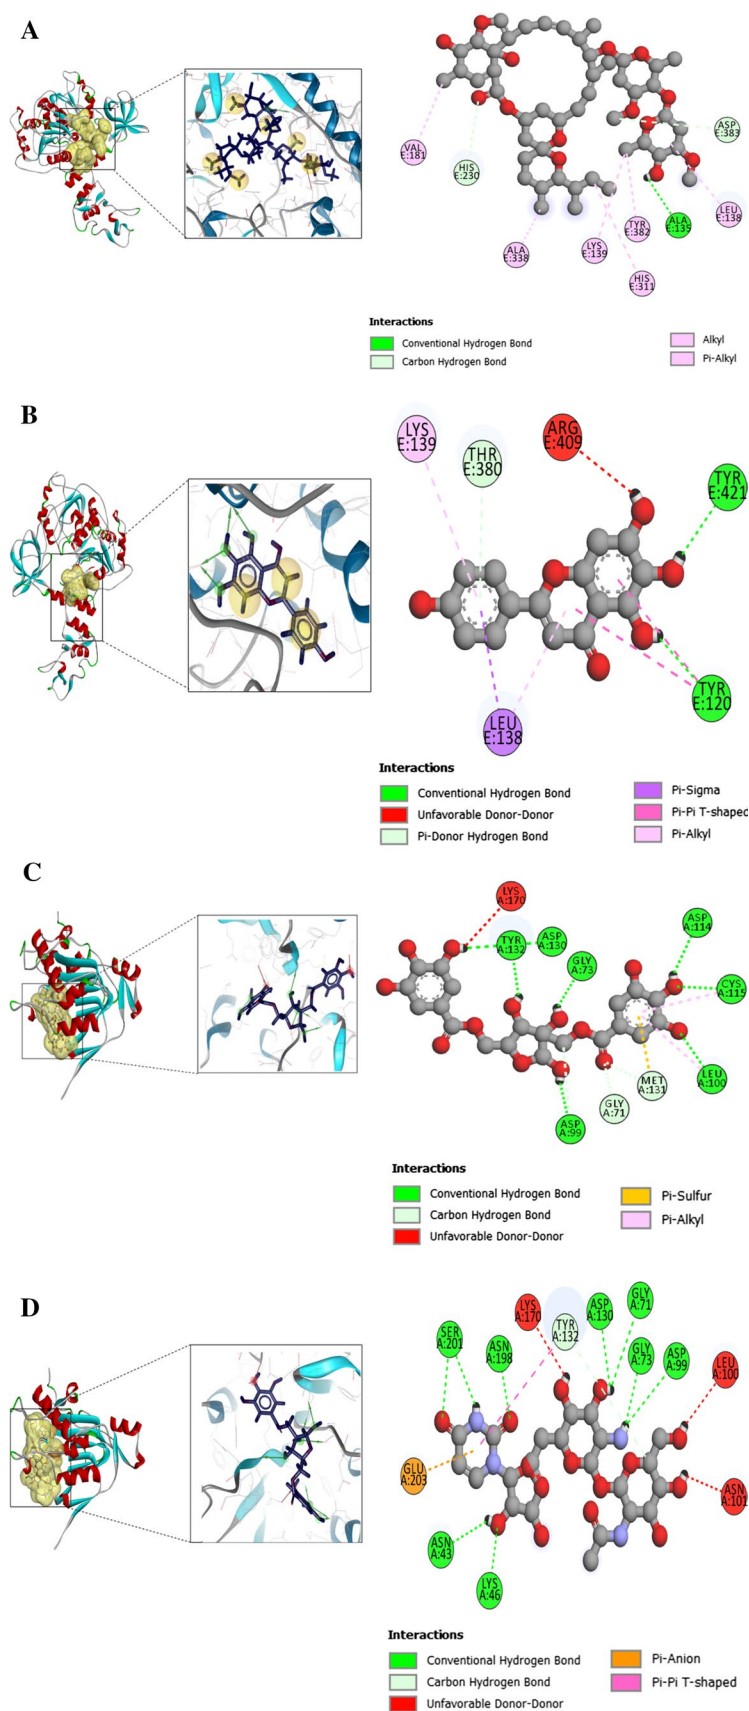 A
VAL
E:181
HIS
E:230
ASP
E:383
LEU
E:138
ALA
E:135
TYR
E:382
LYS
E:139
ALA
E:338
HIS
E:311
Interactions
Conventional Hydrogen Bond
Carbon Hydrogen Bond
Alkyl
Pi-Alkyl
B
LYS
E:139
THR
E:380
ARG
E:409
TYR
E:421
TYR
E:120
LEU
E:138
Interactions
Conventional Hydrogen Bond
Unfavorable Donor-Donor
Pi-Donor Hydrogen Bond
Pi-Sigma
Pi-Pi T-shaped
Pi-Alkyl
C
LYS
A:170
TYR
A:132
ASP
A:130
GLY
A:73
ASP
A:114
CYS
A:115
LEU
A:100
MET
A:131
GLY
A:71
ASP
A:99
Interactions
Conventional Hydrogen Bond
Carbon Hydrogen Bond
Unfavorable Donor-Donor
Pi-Sulfur
Pi-Alkyl
D
SER
A:201
ASN
A:198
LYS
A:170
TYR
A:132
ASP
A:130
GLY
A:71
GLY
A:73
ASP
A:99
LEU
A:100
ASN
A:101
GLU
A:203
ASN
A:43
LYS
A:46
Interactions
Conventional Hydrogen Bond
Carbon Hydrogen Bond
Unfavorable Donor-Donor
Pi-Anion
Pi-Pi T-shaped